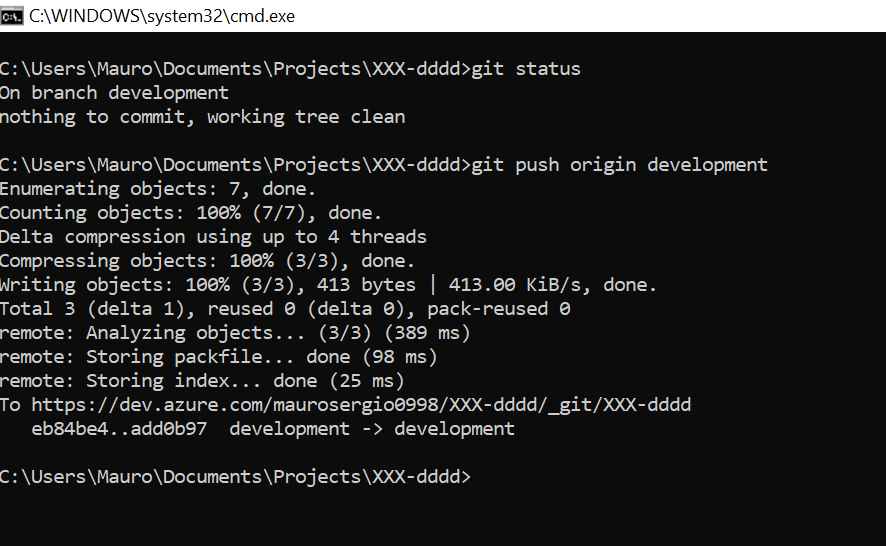 C:\WINDOWS\system32\cmd.exe
C:\Users\Mauro\Documents\Projects\XXX-dddd>git status
On branch development
nothing to commit, working tree clean
C:\Users\Mauro\Documents\Projects\XXX-dddd>git push origin development
Enumerating objects: 7, done.
Counting objects: 100% (7/7), done.
Delta compression using up to 4 threads
Compressing objects: 100% (3/3), done.
Writing objects: 100% (3/3), 413 bytes | 413.00 KiB/s, done.
Total 3 (delta 1), reused 0 (delta 0), pack-reused 0
remote: Analyzing objects... (3/3) (389 ms)
remote: Storing packfile... done (98 ms)
remote: Storing index... done (25 ms)
To https://dev.azure.com/maurosergio0998/XXX-dddd/_git/XXX-dddd
   eb84be4..add0b97  development -> development
C:\Users\Mauro\Documents\Projects\XXX-dddd>